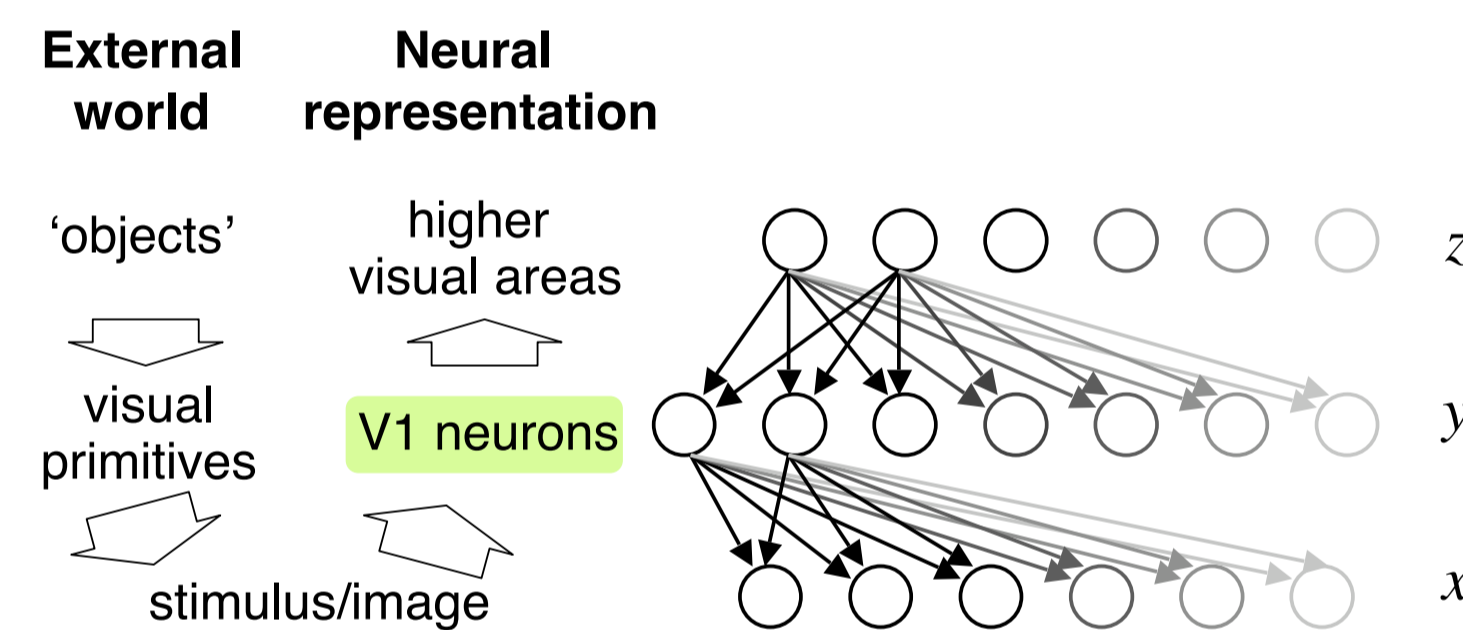 External world
Neural representation
‘objects’
higher visual areas
z
visual primitives
V1 neurons
y
stimulus/image
x